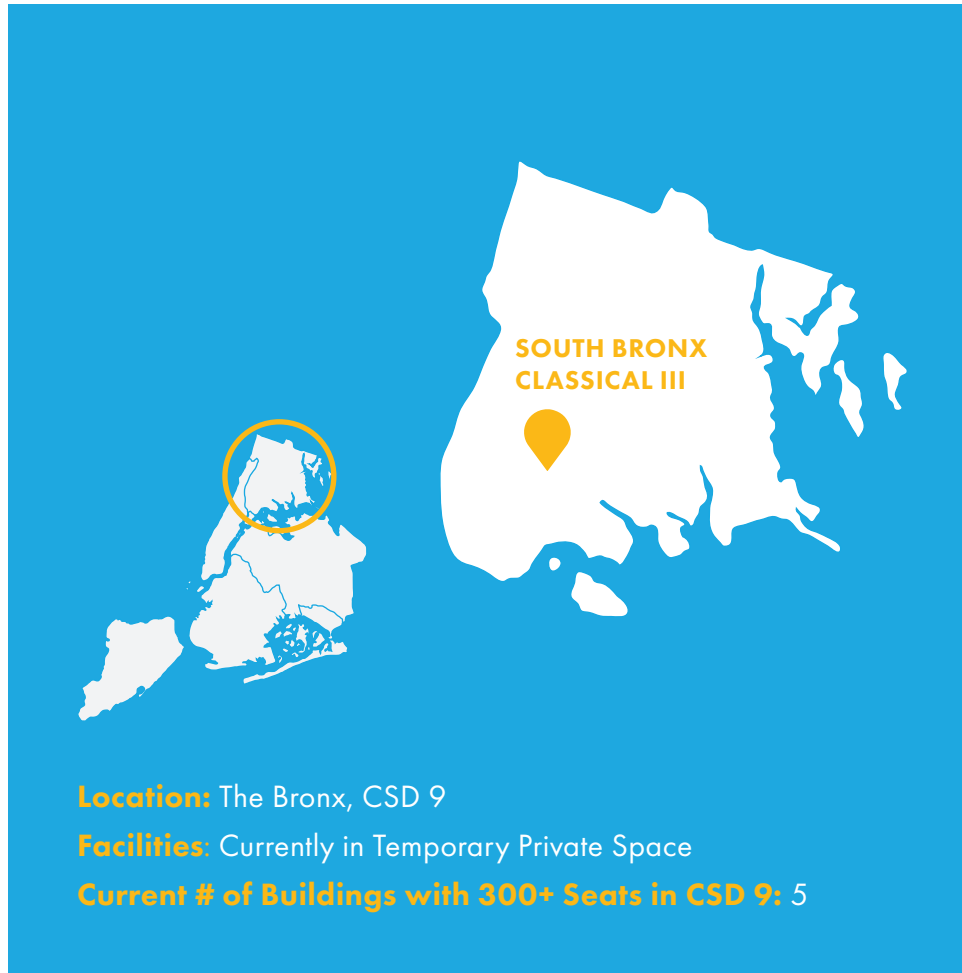 SOUTH BRONX
CLASSICAL III
Location: The Bronx, CSD 9
Facilities: Currently in Temporary Private Space
Current # of Buildings with 300+ Seats in CSD 9: 5